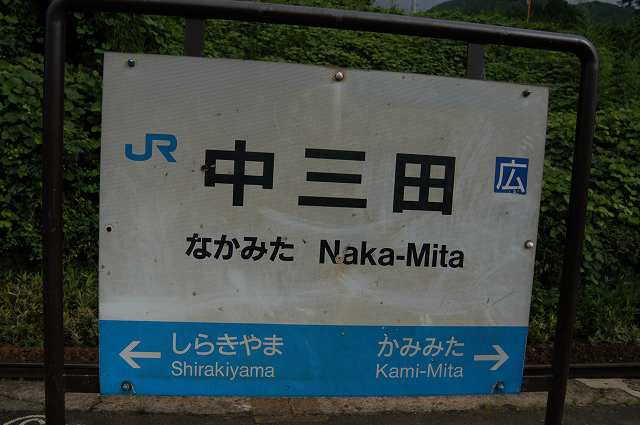 JR 中三田 広
なかみた Naka-Mita
← しらきやま かみみた →
Shirakiyama Kami-Mita